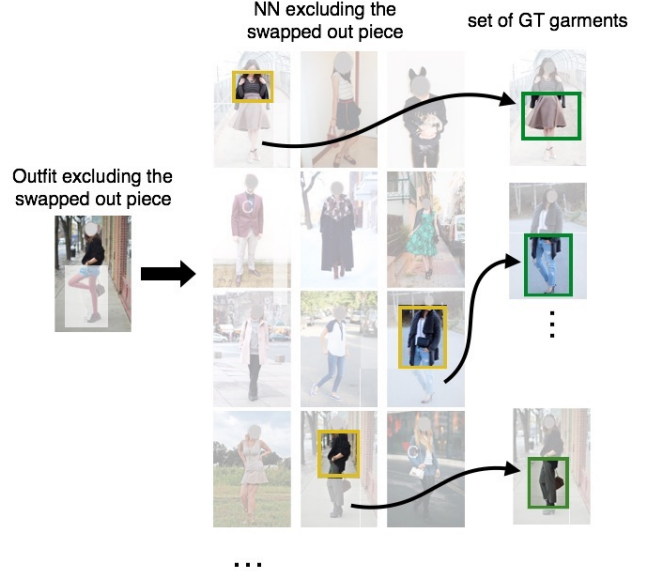 NN excluding the
swapped out piece
set of GT garments
Outfit excluding the
swapped out piece
...
...